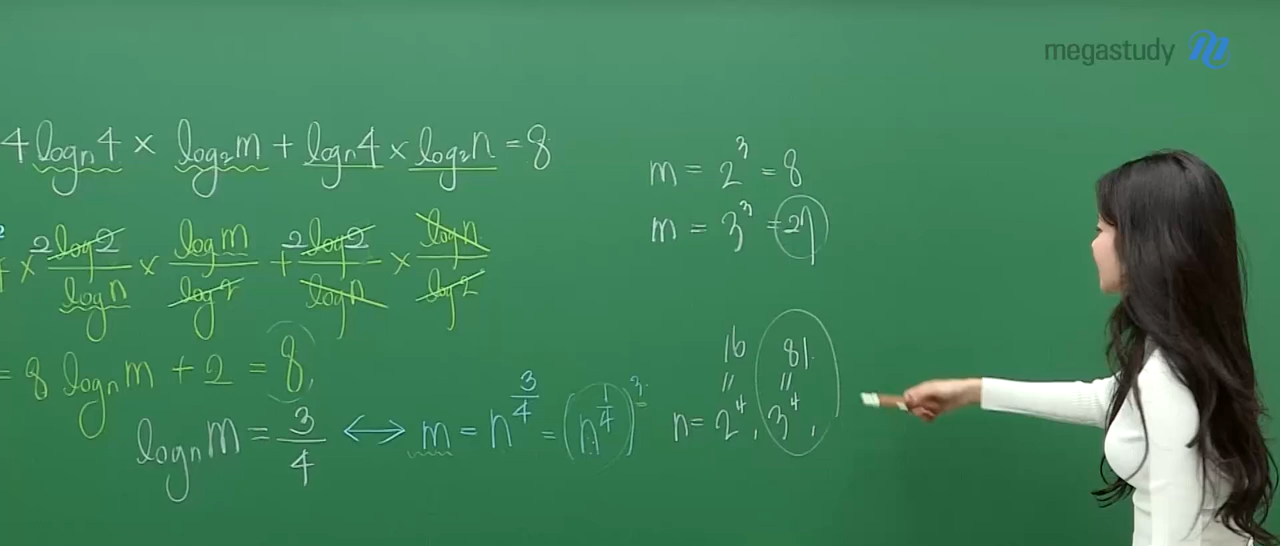 megastudy
4 logₙ4 × log₂m + logₙ4 × log₂n = 8
× 2log2/logn × logm/log2 + 2log2/logn × logn/log2
= 8 logₙm + 2 = 8,
logₙm = 3/4 ⟷ m = n^(3/4) = (n^(1/4))^3
m = 2³ = 8
m = 3³ = 27
16 81
〃 〃
n = 2⁴, 3⁴,